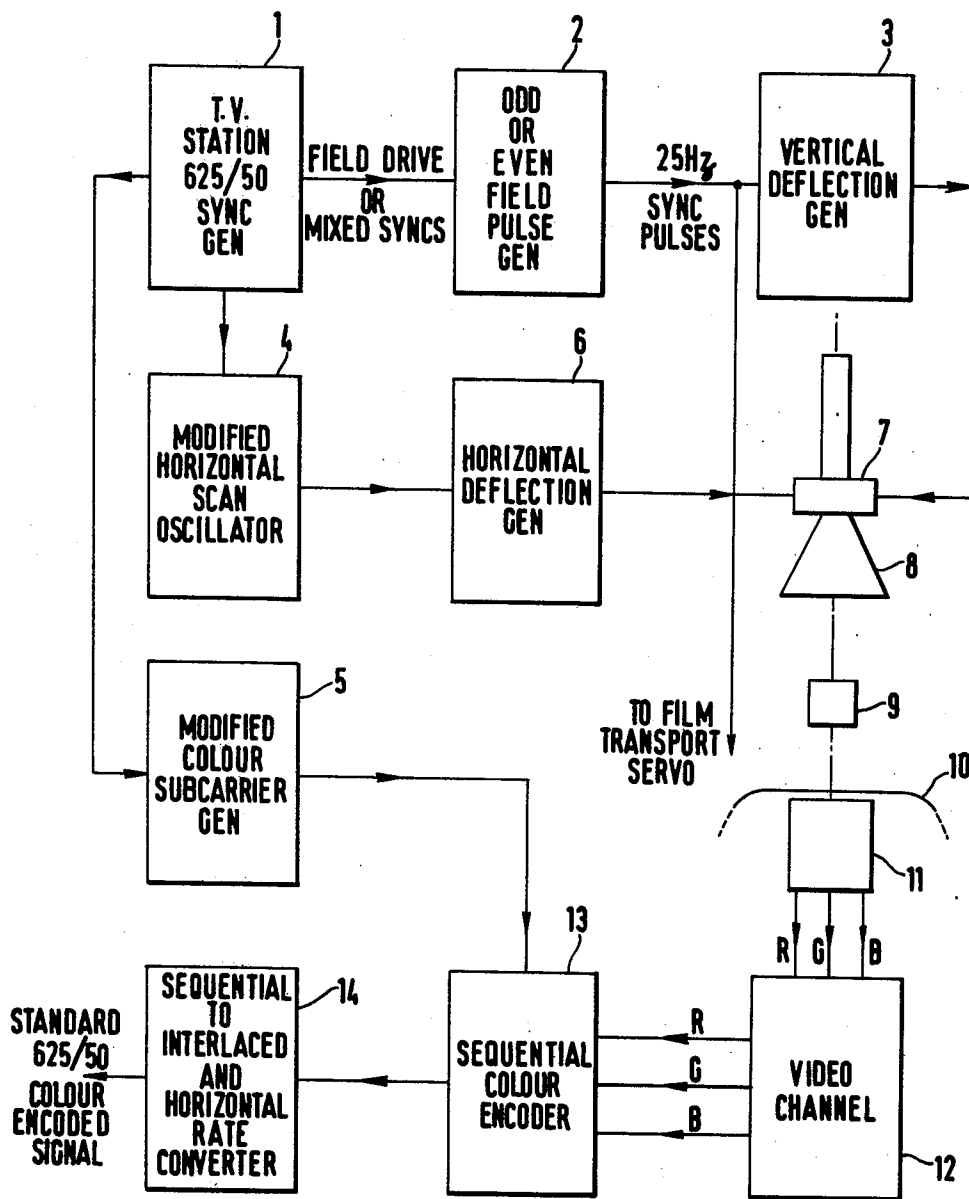 1
T.V.
STATION
625/50
SYNC
GEN
FIELD DRIVE
OR
MIXED SYNCS
2
ODD
OR
EVEN
FIELD
PULSE
GEN
25Hz
SYNC
PULSES
3
VERTICAL
DEFLECTION
GEN
4
MODIFIED
HORIZONTAL
SCAN
OSCILLATOR
6
HORIZONTAL
DEFLECTION
GEN
7
8
5
MODIFIED
COLOUR
SUBCARRIER
GEN
9
TO FILM
TRANSPORT
SERVO
10
11
R G B
STANDARD
625/50
COLOUR
ENCODED
SIGNAL
14
SEQUENTIAL
TO
INTERLACED
AND
HORIZONTAL
RATE
CONVERTER
13
SEQUENTIAL
COLOUR
ENCODER
R
G
B
VIDEO
CHANNEL
12